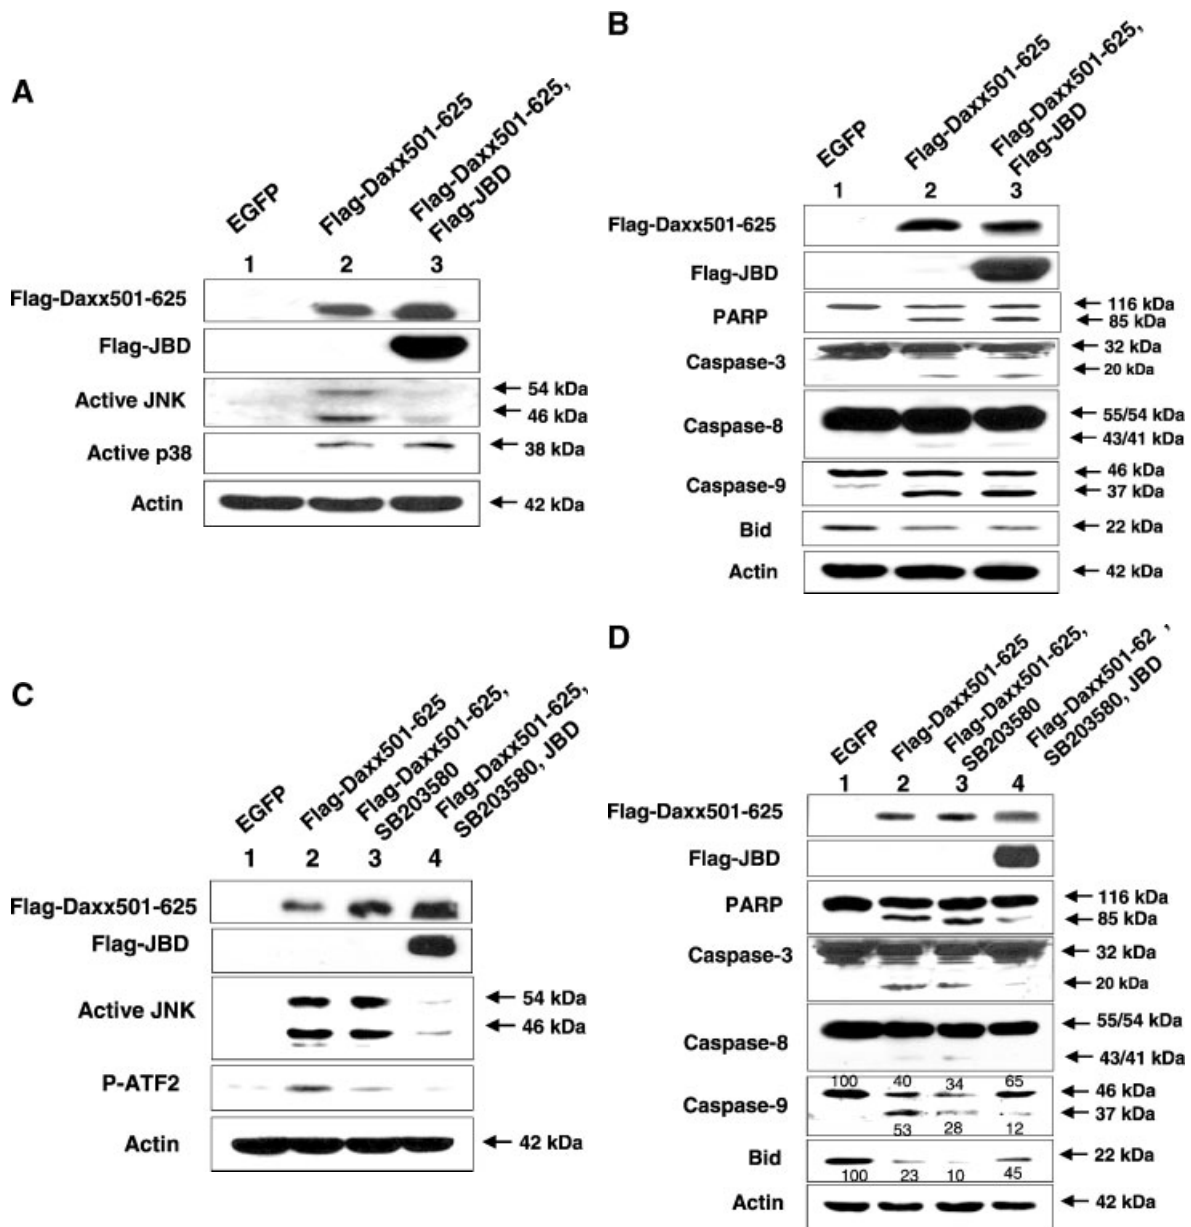 A
EGFP
Flag-Daxx501-625
Flag-Daxx501-625,
Flag-JBD
1 2 3
Flag-Daxx501-625
Flag-JBD
Active JNK
54 kDa
46 kDa
Active p38
38 kDa
Actin
42 kDa
B
EGFP
Flag-Daxx501-625
Flag-Daxx501-625,
Flag-JBD
1 2 3
Flag-Daxx501-625
Flag-JBD
PARP
116 kDa
85 kDa
Caspase-3
32 kDa
20 kDa
Caspase-8
55/54 kDa
43/41 kDa
Caspase-9
46 kDa
37 kDa
Bid
22 kDa
Actin
42 kDa
C
EGFP
Flag-Daxx501-625
Flag-Daxx501-625,
SB203580
Flag-Daxx501-625,
SB203580, JBD
1 2 3 4
Flag-Daxx501-625
Flag-JBD
Active JNK
54 kDa
46 kDa
P-ATF2
Actin
42 kDa
D
EGFP
Flag-Daxx501-625
Flag-Daxx501-625,
SB203580
Flag-Daxx501-62 ,
SB203580, JBD
1 2 3 4
Flag-Daxx501-625
Flag-JBD
PARP
116 kDa
85 kDa
Caspase-3
32 kDa
20 kDa
Caspase-8
55/54 kDa
43/41 kDa
100 40 34 65
Caspase-9
46 kDa
37 kDa
53 28 12
Bid
22 kDa
100 23 10 45
Actin
42 kDa